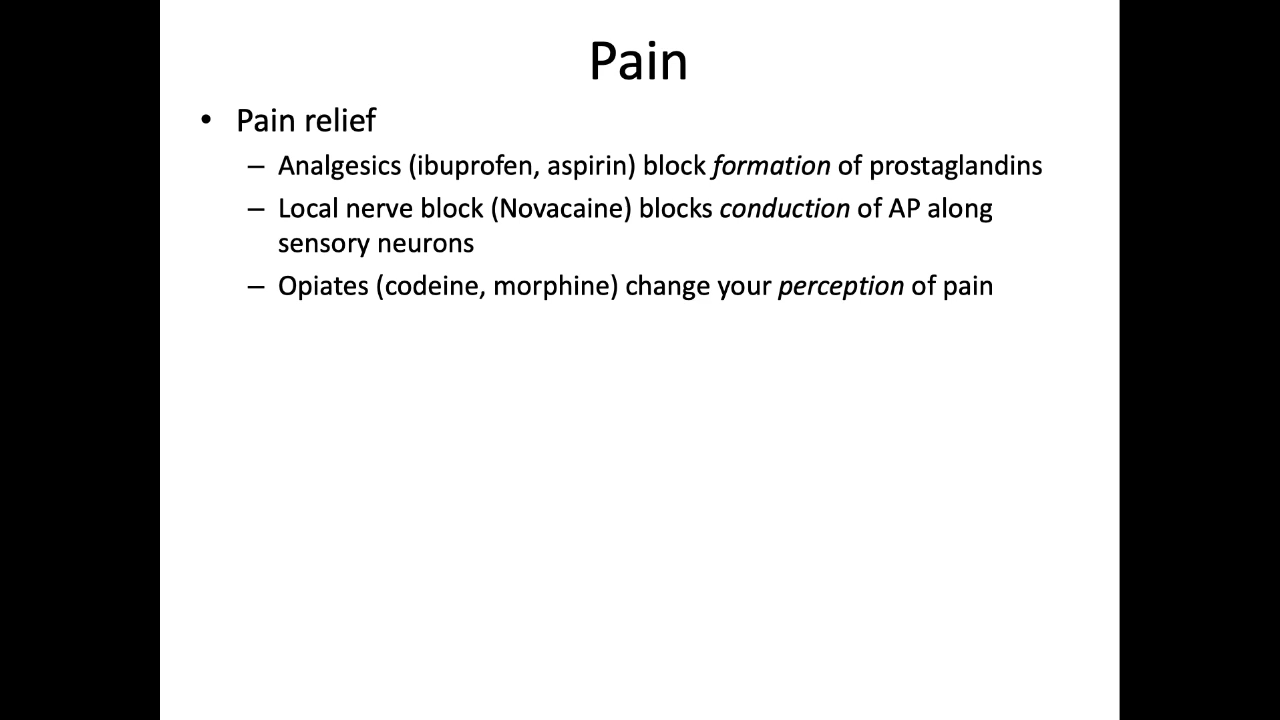 Pain
• Pain relief
– Analgesics (ibuprofen, aspirin) block formation of prostaglandins
– Local nerve block (Novacaine) blocks conduction of AP along
sensory neurons
– Opiates (codeine, morphine) change your perception of pain